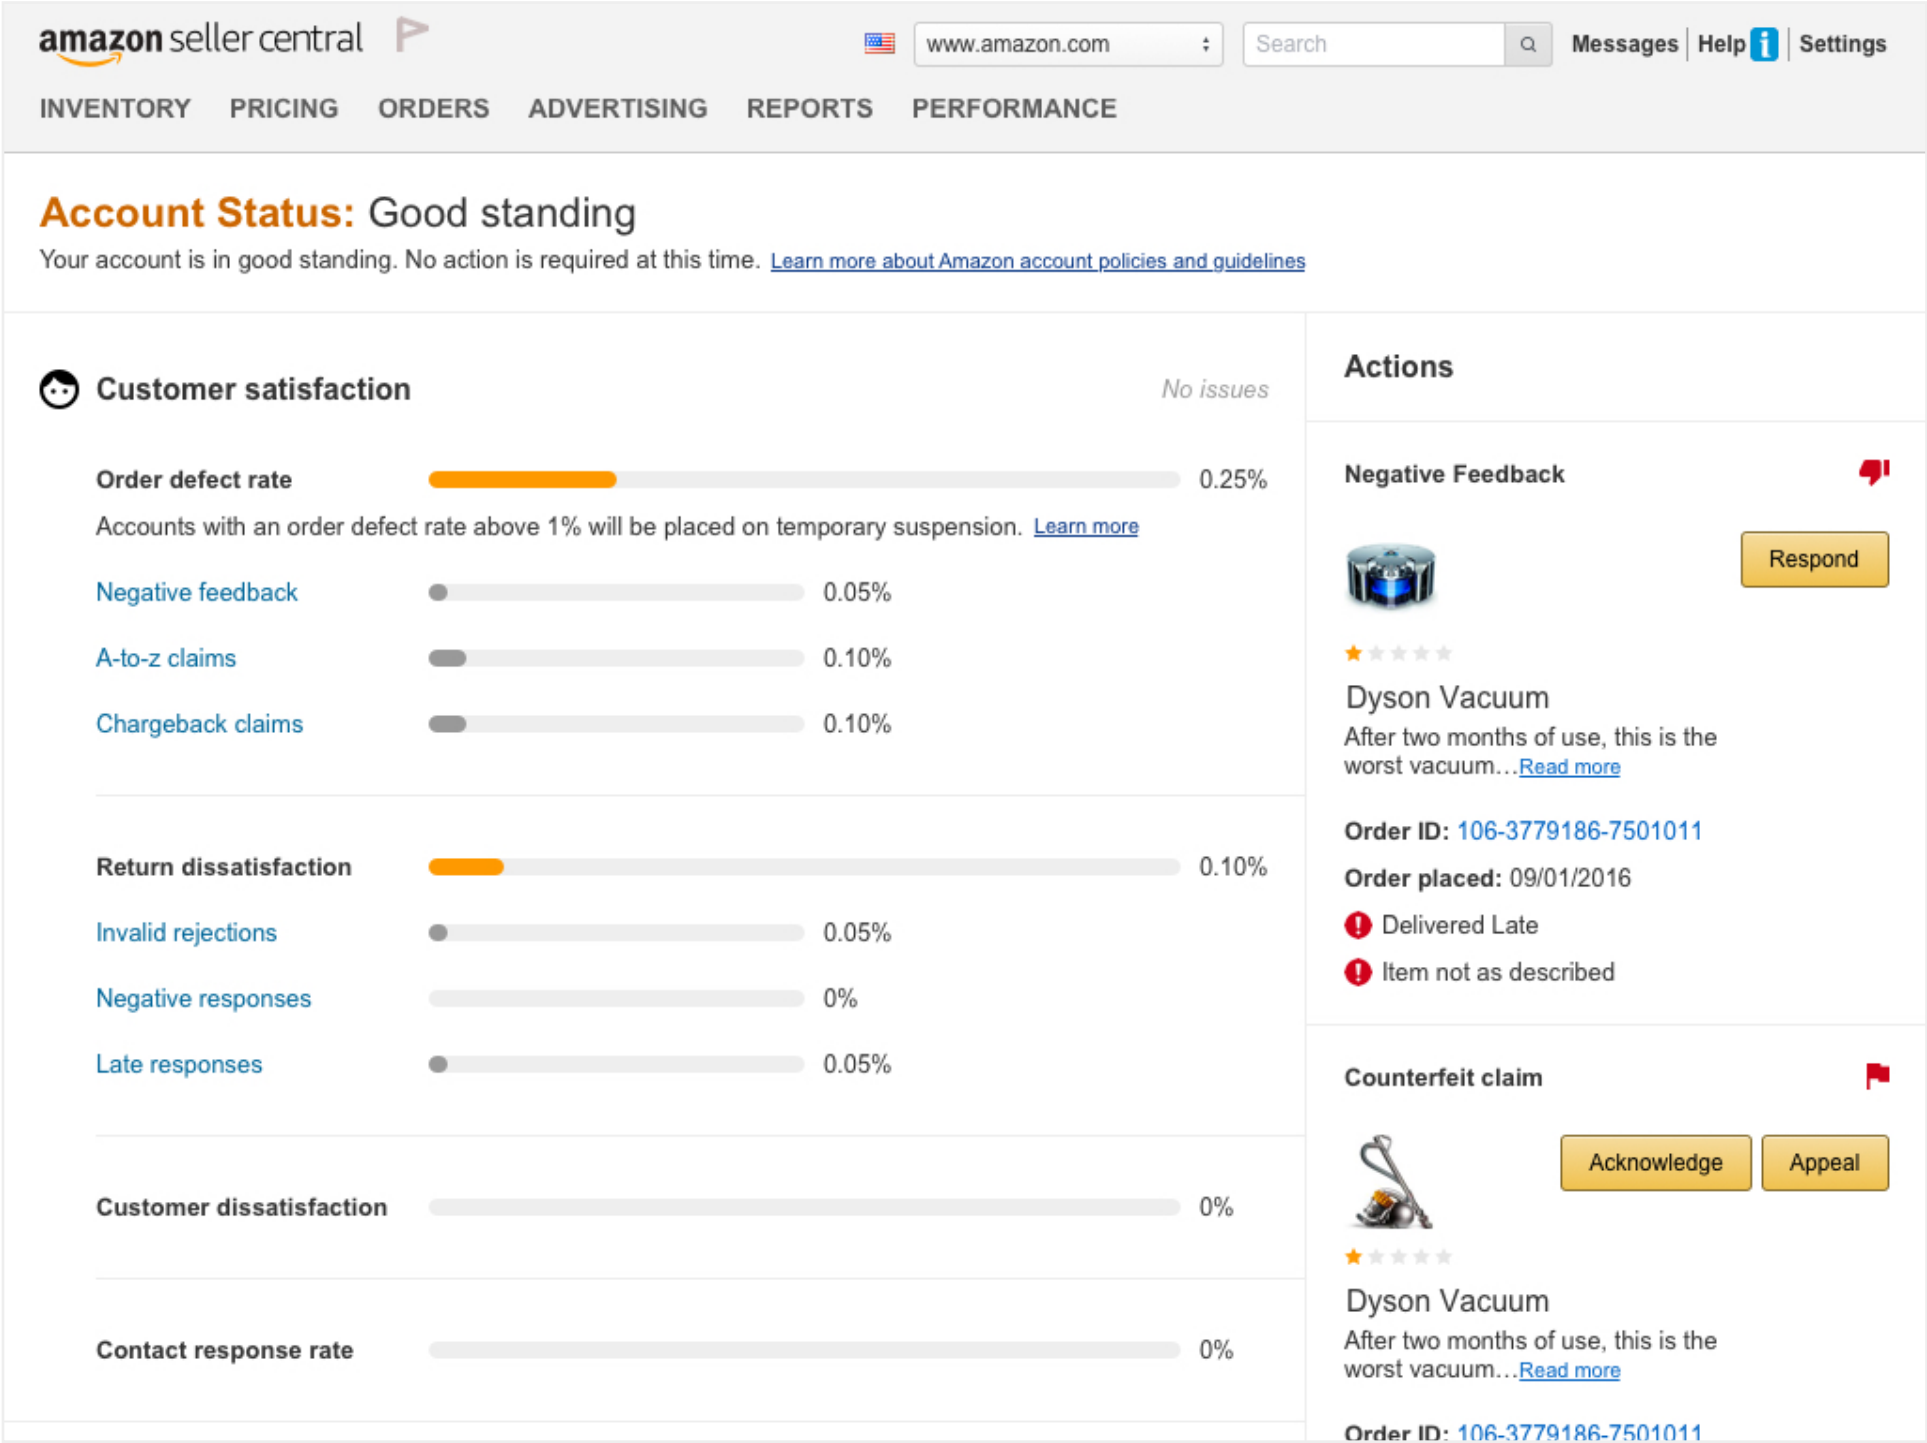 amazon seller central
www.amazon.com
Search
Messages
Help
Settings
INVENTORY PRICING ORDERS ADVERTISING REPORTS PERFORMANCE
Account Status: Good standing
Your account is in good standing. No action is required at this time. Learn more about Amazon account policies and guidelines
Customer satisfaction
No issues
Order defect rate
0.25%
Accounts with an order defect rate above 1% will be placed on temporary suspension. Learn more
Negative feedback
0.05%
A-to-z claims
0.10%
Chargeback claims
0.10%
Return dissatisfaction
0.10%
Invalid rejections
0.05%
Negative responses
0%
Late responses
0.05%
Customer dissatisfaction
0%
Contact response rate
0%
Actions
Negative Feedback
Respond
Dyson Vacuum
After two months of use, this is the
worst vacuum...Read more
Order ID: 106-3779186-7501011
Order placed: 09/01/2016
Delivered Late
Item not as described
Counterfeit claim
Acknowledge
Appeal
Dyson Vacuum
After two months of use, this is the
worst vacuum...Read more
Order ID: 106-3779186-7501011